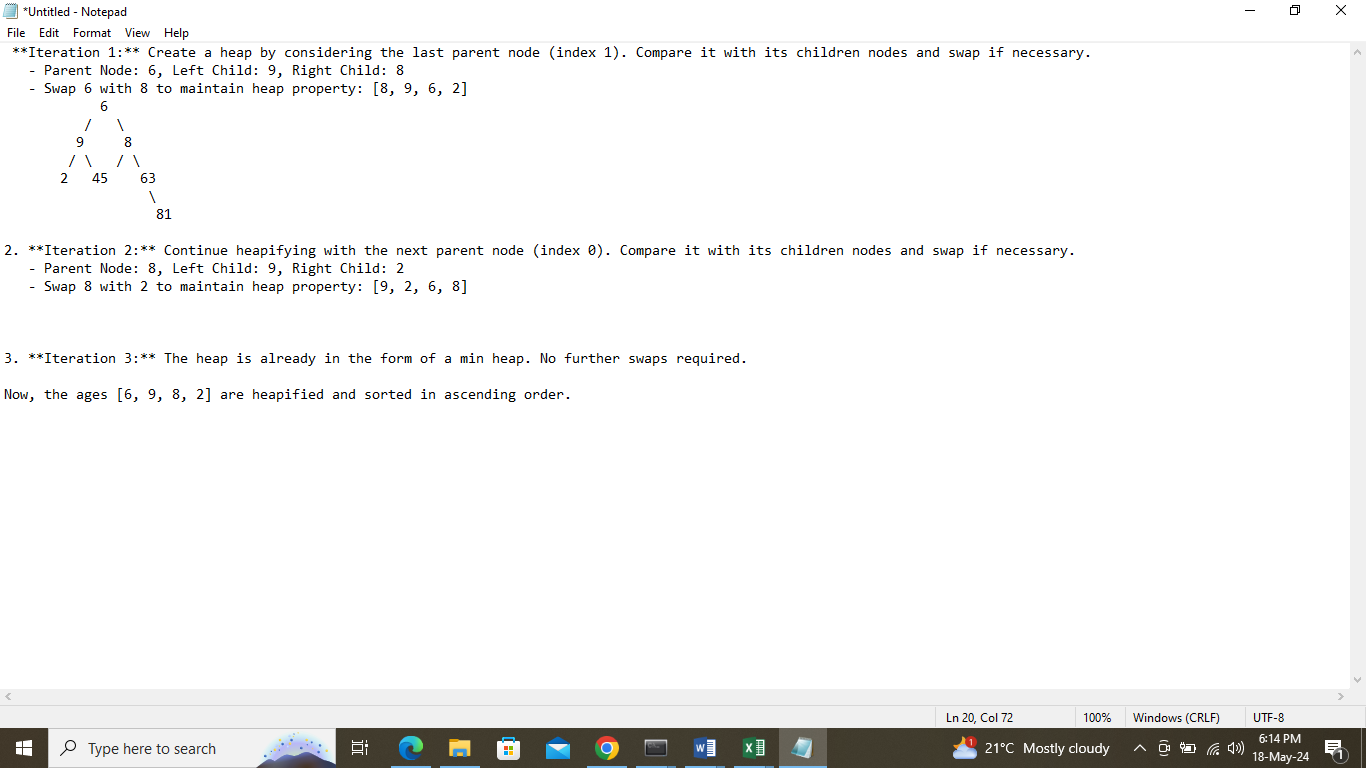 *Untitled - Notepad
File Edit Format View Help
**Iteration 1:** Create a heap by considering the last parent node (index 1). Compare it with its children nodes and swap if necessary.
- Parent Node: 6, Left Child: 9, Right Child: 8
- Swap 6 with 8 to maintain heap property: [8, 9, 6, 2]
6
/ \
9 8
/ \ / \
2 45 63
\
81
2. **Iteration 2:** Continue heapifying with the next parent node (index 0). Compare it with its children nodes and swap if necessary.
- Parent Node: 8, Left Child: 9, Right Child: 2
- Swap 8 with 2 to maintain heap property: [9, 2, 6, 8]
3. **Iteration 3:** The heap is already in the form of a min heap. No further swaps required.
Now, the ages [6, 9, 8, 2] are heapified and sorted in ascending order.
Ln 20, Col 72 100% Windows (CRLF) UTF-8
Type here to search
1
21°C Mostly cloudy
6:14 PM
18-May-24
1